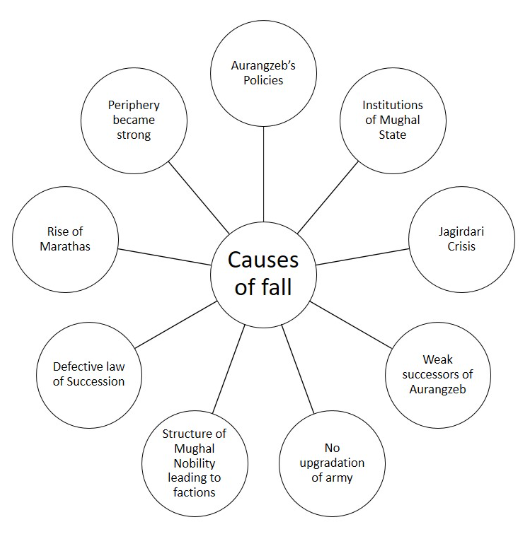 Aurangzeb's
Policies
Institutions
of Mughal
State
Jagirdari
Crisis
Weak
successors of
Aurangzeb
No
upgradation
of army
Structure of
Mughal
Nobility
leading to
factions
Defective law
of Succession
Rise of
Marathas
Periphery
became
strong
Causes
of fall